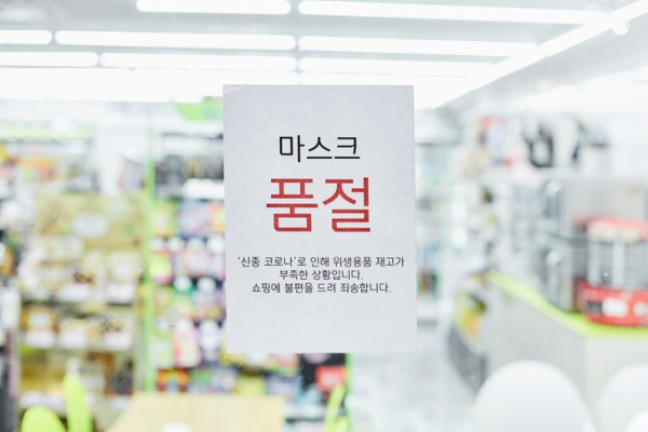 마스크
품절
'신종 코로나'로 인해 위생용품 재고가
부족한 상황입니다.
쇼핑에 불편을 드려 죄송합니다.